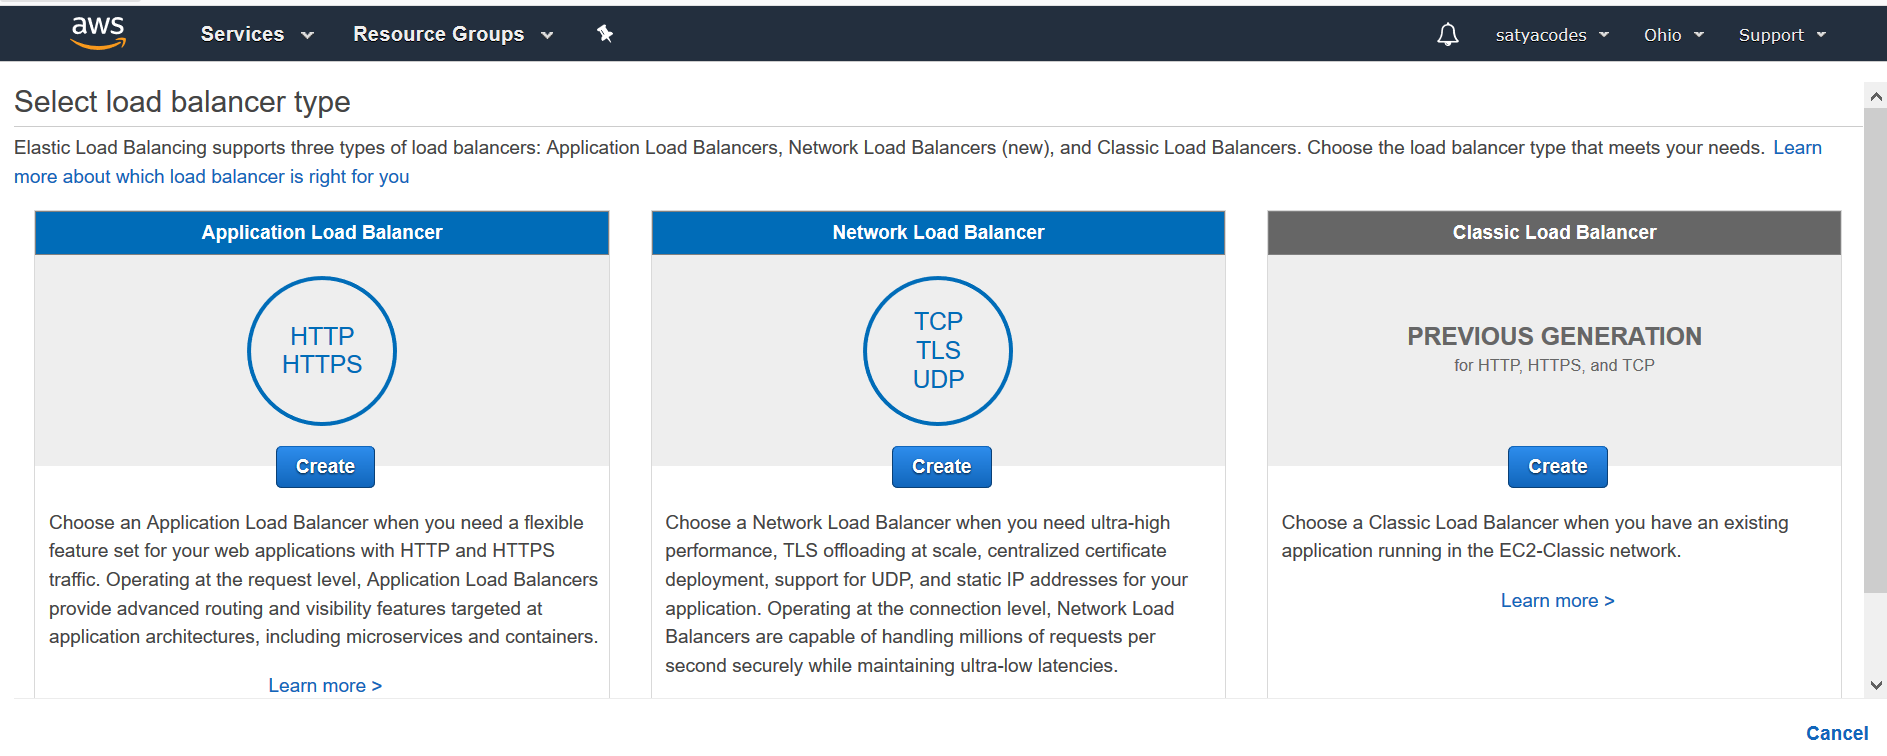 aws Services Resource Groups satyacodes Ohio Support
Select load balancer type
Elastic Load Balancing supports three types of load balancers: Application Load Balancers, Network Load Balancers (new), and Classic Load Balancers. Choose the load balancer type that meets your needs. Learn
more about which load balancer is right for you
Application Load Balancer
HTTP
HTTPS
Create
Choose an Application Load Balancer when you need a flexible
feature set for your web applications with HTTP and HTTPS
traffic. Operating at the request level, Application Load Balancers
provide advanced routing and visibility features targeted at
application architectures, including microservices and containers.
Learn more >
Network Load Balancer
TCP
TLS
UDP
Create
Choose a Network Load Balancer when you need ultra-high
performance, TLS offloading at scale, centralized certificate
deployment, support for UDP, and static IP addresses for your
application. Operating at the connection level, Network Load
Balancers are capable of handling millions of requests per
second securely while maintaining ultra-low latencies.
Classic Load Balancer
PREVIOUS GENERATION
for HTTP, HTTPS, and TCP
Create
Choose a Classic Load Balancer when you have an existing
application running in the EC2-Classic network.
Learn more >
Cancel